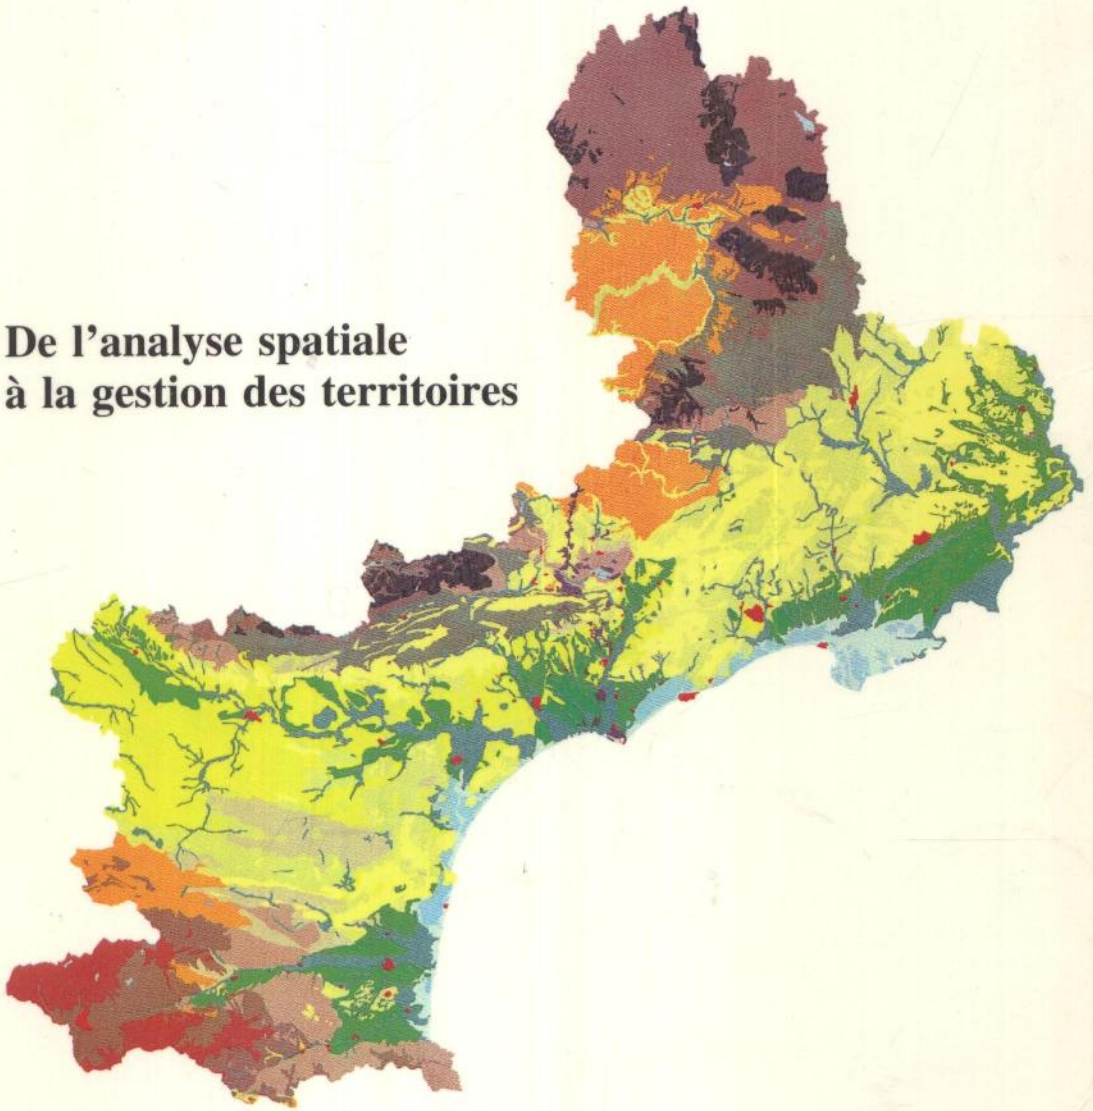 De l'analyse spatiale
à la gestion des territoires